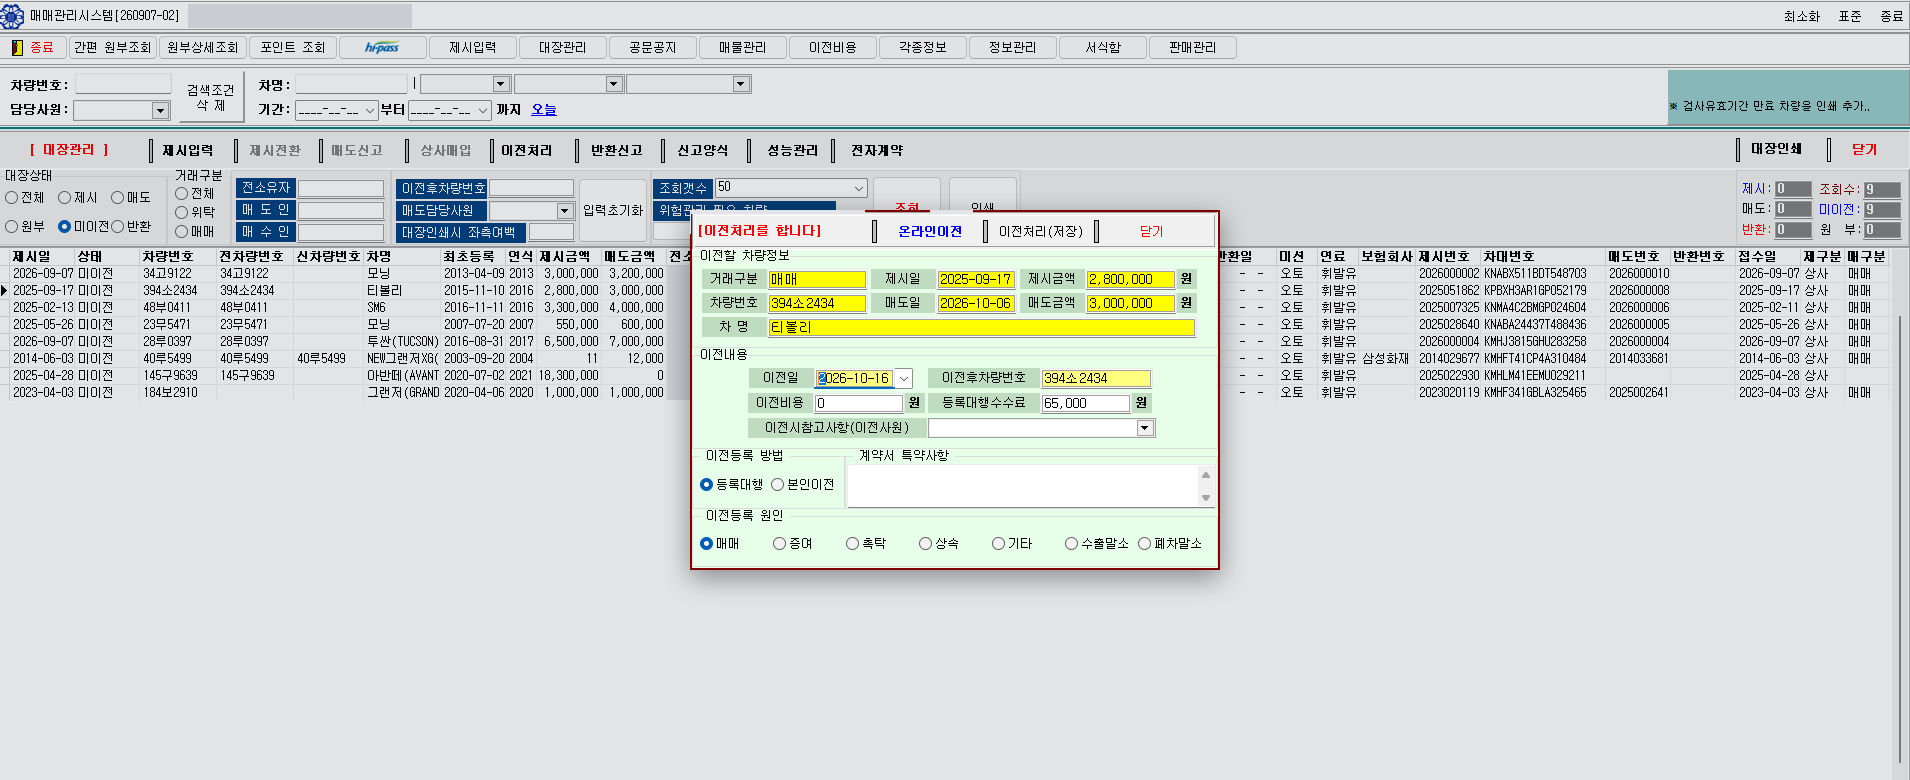 매매관리시스템[260907-02] 최소화 표준 종료
종료 간편 원부조회 원부상세조회 포인트 조회 hi-pass 제시입력 대장관리 공문공지 매물관리 이전비용 각종정보 정보관리 서식함 판매관리
차량번호: 검색조건 삭 제 차명: |
담당사원: 기간: ____-__-__ 부터 ____-__-__ 까지 오늘
※ 검사유효기간 만료 차량을 인쇄 추가..
[ 대장관리 ] 제시입력 제시전환 매도신고 상사매입 이전처리 반환신고 신고양식 성능관리 전자계약 대장인쇄 닫기
대장상태 거래구분
전체 제시 매도 전체 전소유자 이전후차량번호 조회갯수 50 제시: 0 조회수: 9
위탁 매 도 인 매도담당사원 입력초기화 위험관리 필요 차량 조회 인쇄 매도: 0 미이전: 9
원부 미이전 반환 매매 매 수 인 대장인쇄시 좌측여백 반환: 0 원 부: 0
제시일 상태 차량번호 전차량번호 신차량번호 차명 최초등록 연식 제시금액 매도금액 전소 반환일 미션 연료 보험회사 제시번호 차대번호 매도번호 반환번호 접수일 제구분 매구분
2026-09-07 미이전 34고9122 34고9122 모닝 2013-04-09 2013 3,000,000 3,200,000 - - 오토 휘발유 2026000002 KNABX511BDT548703 2026000010 2026-09-07 상사 매매
2025-09-17 미이전 394소2434 394소2434 티볼리 2015-11-10 2016 2,800,000 3,000,000 - - 오토 휘발유 2025051862 KPBXH3AR1GP052179 2026000008 2025-09-17 상사 매매
2025-02-13 미이전 48부0411 48부0411 SM6 2016-11-11 2016 3,300,000 4,000,000 - - 오토 휘발유 2025007325 KNMA4C2BMGP024604 2026000006 2025-02-11 상사 매매
2025-05-26 미이전 23무5471 23무5471 모닝 2007-07-20 2007 550,000 600,000 - - 오토 휘발유 2025028640 KNABA24437T488436 2026000005 2025-05-26 상사 매매
2026-09-07 미이전 28루0397 28루0397 투싼(TUCSON) 2016-08-31 2017 6,500,000 7,000,000 - - 오토 휘발유 2026000004 KMHJ3815GHU283258 2026000004 2026-09-07 상사 매매
2014-06-03 미이전 40루5499 40루5499 40루5499 NEW그랜저XG( 2003-09-20 2004 11 12,000 - - 오토 휘발유 삼성화재 2014029677 KMHFT41CP4A310484 2014033681 2014-06-03 상사 매매
2025-04-28 미이전 145구9639 145구9639 아반떼(AVANT 2020-07-02 2021 18,300,000 0 - - 오토 휘발유 2025022930 KMHLM41EEMU029211 2025-04-28 상사
2023-04-03 미이전 184보2910 그랜저(GRAND 2020-04-06 2020 1,000,000 1,000,000 - - 오토 휘발유 2023020119 KMHF341GBLA325465 2025002641 2023-04-03 상사 매매
[이전처리를 합니다] 온라인이전 이전처리(저장) 닫기
이전할 차량정보
거래구분 매매 제시일 2025-09-17 제시금액 2,800,000 원
차량번호 394소2434 매도일 2026-10-06 매도금액 3,000,000 원
차 명 티볼리
이전내용
이전일 2026-10-16 이전후차량번호 394소2434
이전비용 0 원 등록대행수수료 65,000 원
이전시참고사항(이전사원)
이전등록 방법 계약서 특약사항
등록대행 본인이전
이전등록 원인
매매 증여 촉탁 상속 기타 수출말소 폐차말소